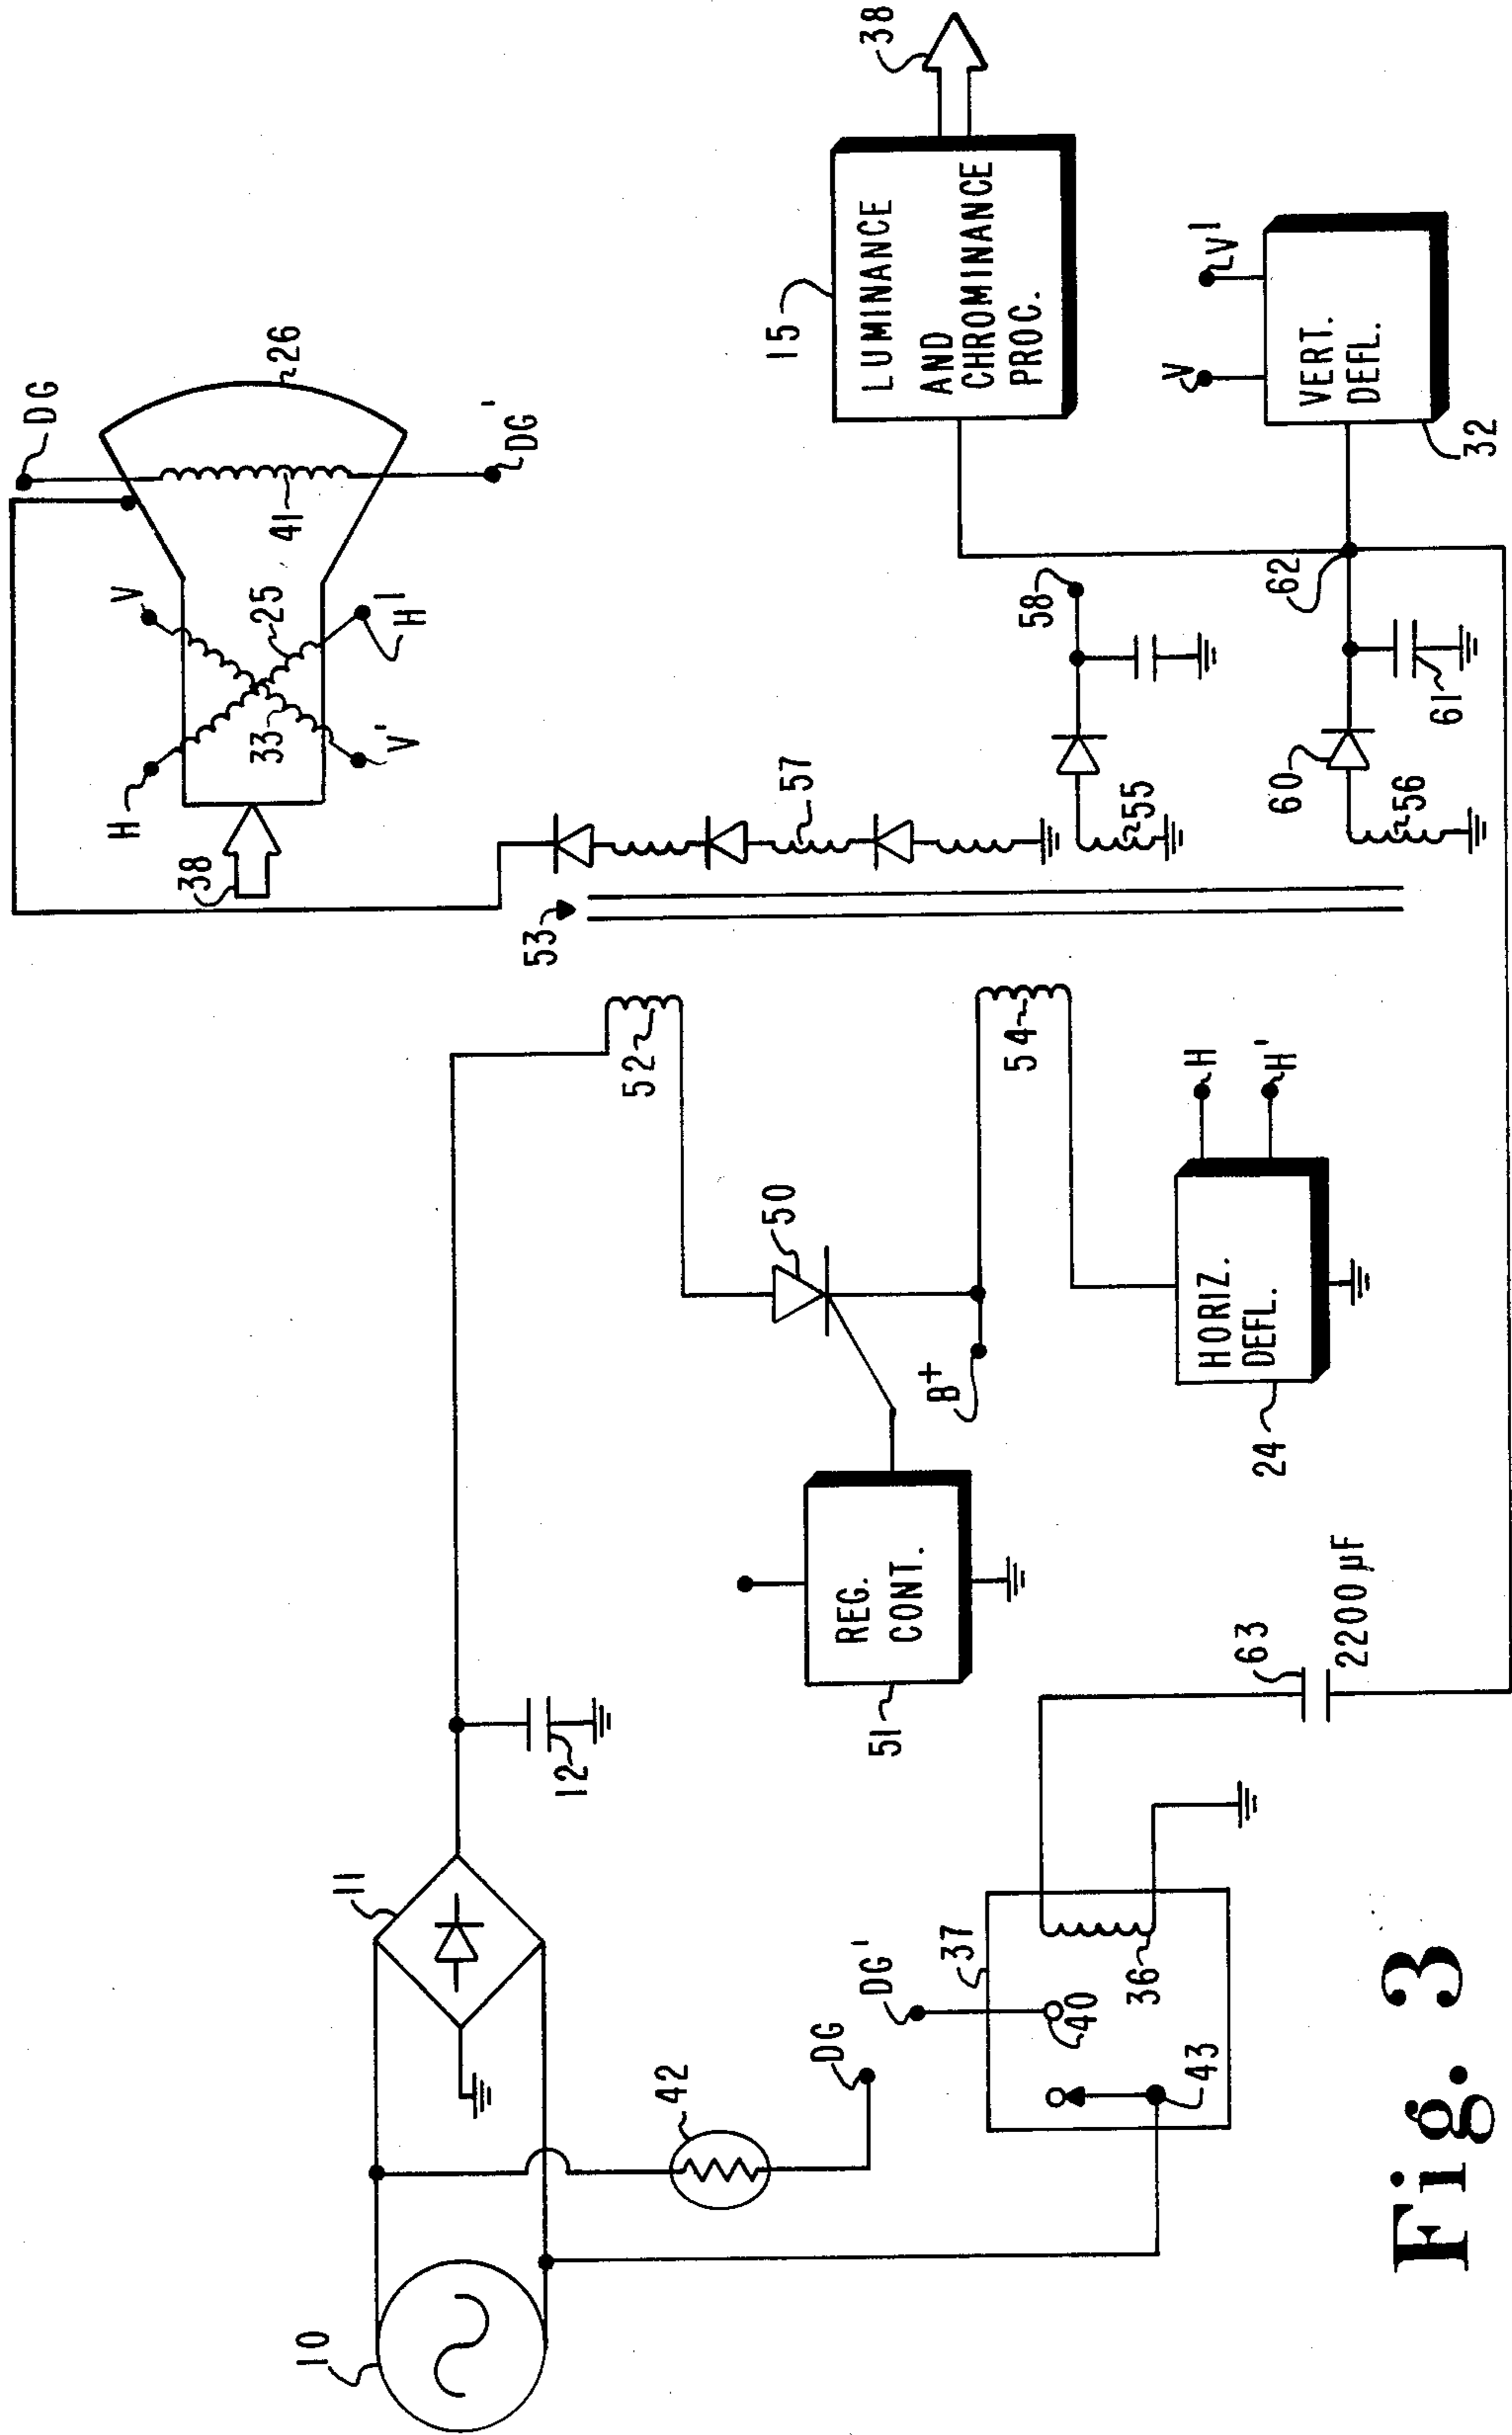 10
11
12
42
DG
DG'
37
40
36
43
63
2200 µF
51
REG.
CONT.
50
B+
52
54
HORIZ.
DEFL.
24
H
H'
53
57
55
58
56
60
61
62
38
H
V
33
25
V'
H'
41
DG
DG'
26
15
LUMINANCE
AND
CHROMINANCE
PROC.
38
V
V'
VERT.
DEFL.
32
Fig. 3